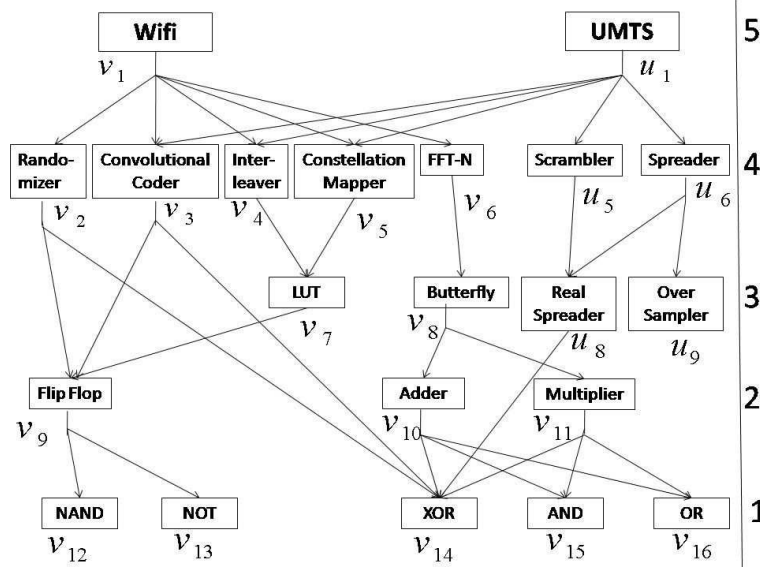 Wifi UMTS 5
v1 u1
Rando- Convolutional Inter- Constellation FFT-N Scrambler Spreader 4
mizer Coder leaver Mapper
v2 v3 v4 v5 v6 u5 u6
LUT Butterfly Real Over 3
Spreader Sampler
v7 v8 u8 u9
Flip Flop Adder Multiplier 2
v9 v10 v11
NAND NOT XOR AND OR 1
v12 v13 v14 v15 v16